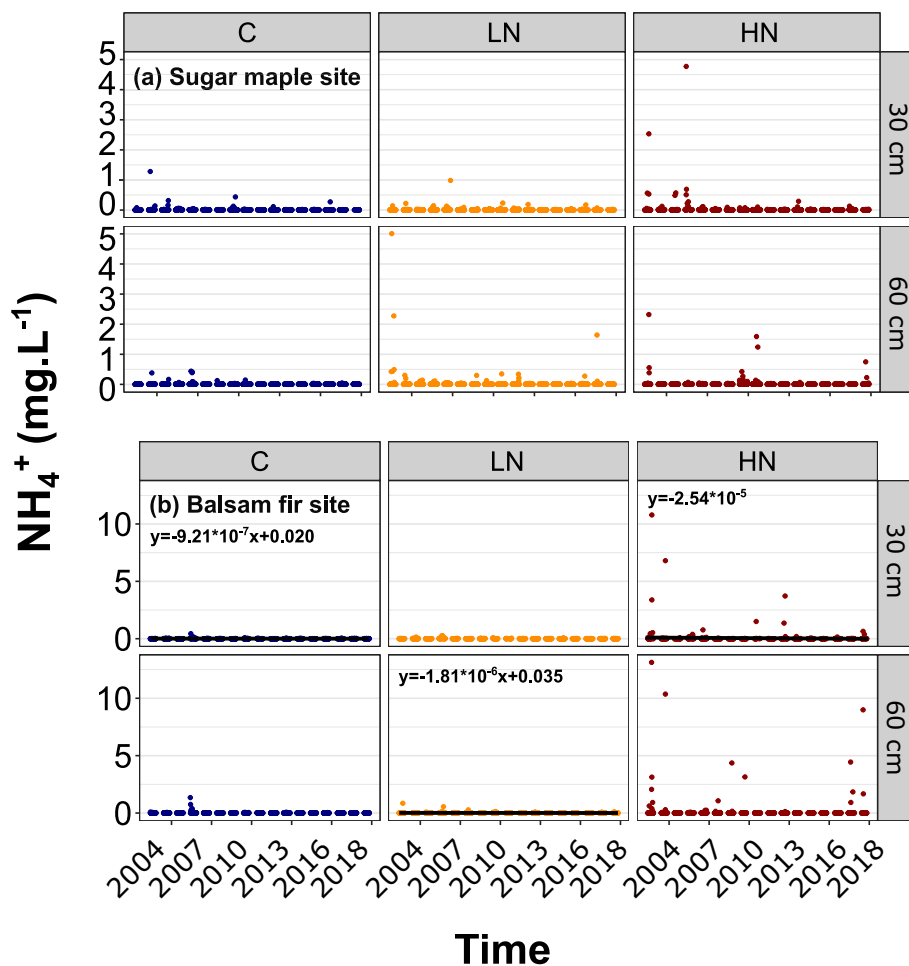 C LN HN
(a) Sugar maple site
5
4
3
2
1
0
30 cm
5
4
3
2
1
0
60 cm
NH₄⁺ (mg.L⁻¹)
C LN HN
(b) Balsam fir site
y=-9.21*10⁻⁷x+0.020
y=-2.54*10⁻⁵
10
5
0
30 cm
y=-1.81*10⁻⁶x+0.035
10
5
0
60 cm
2004 2007 2010 2013 2016 2018 2004 2007 2010 2013 2016 2018 2004 2007 2010 2013 2016 2018
Time